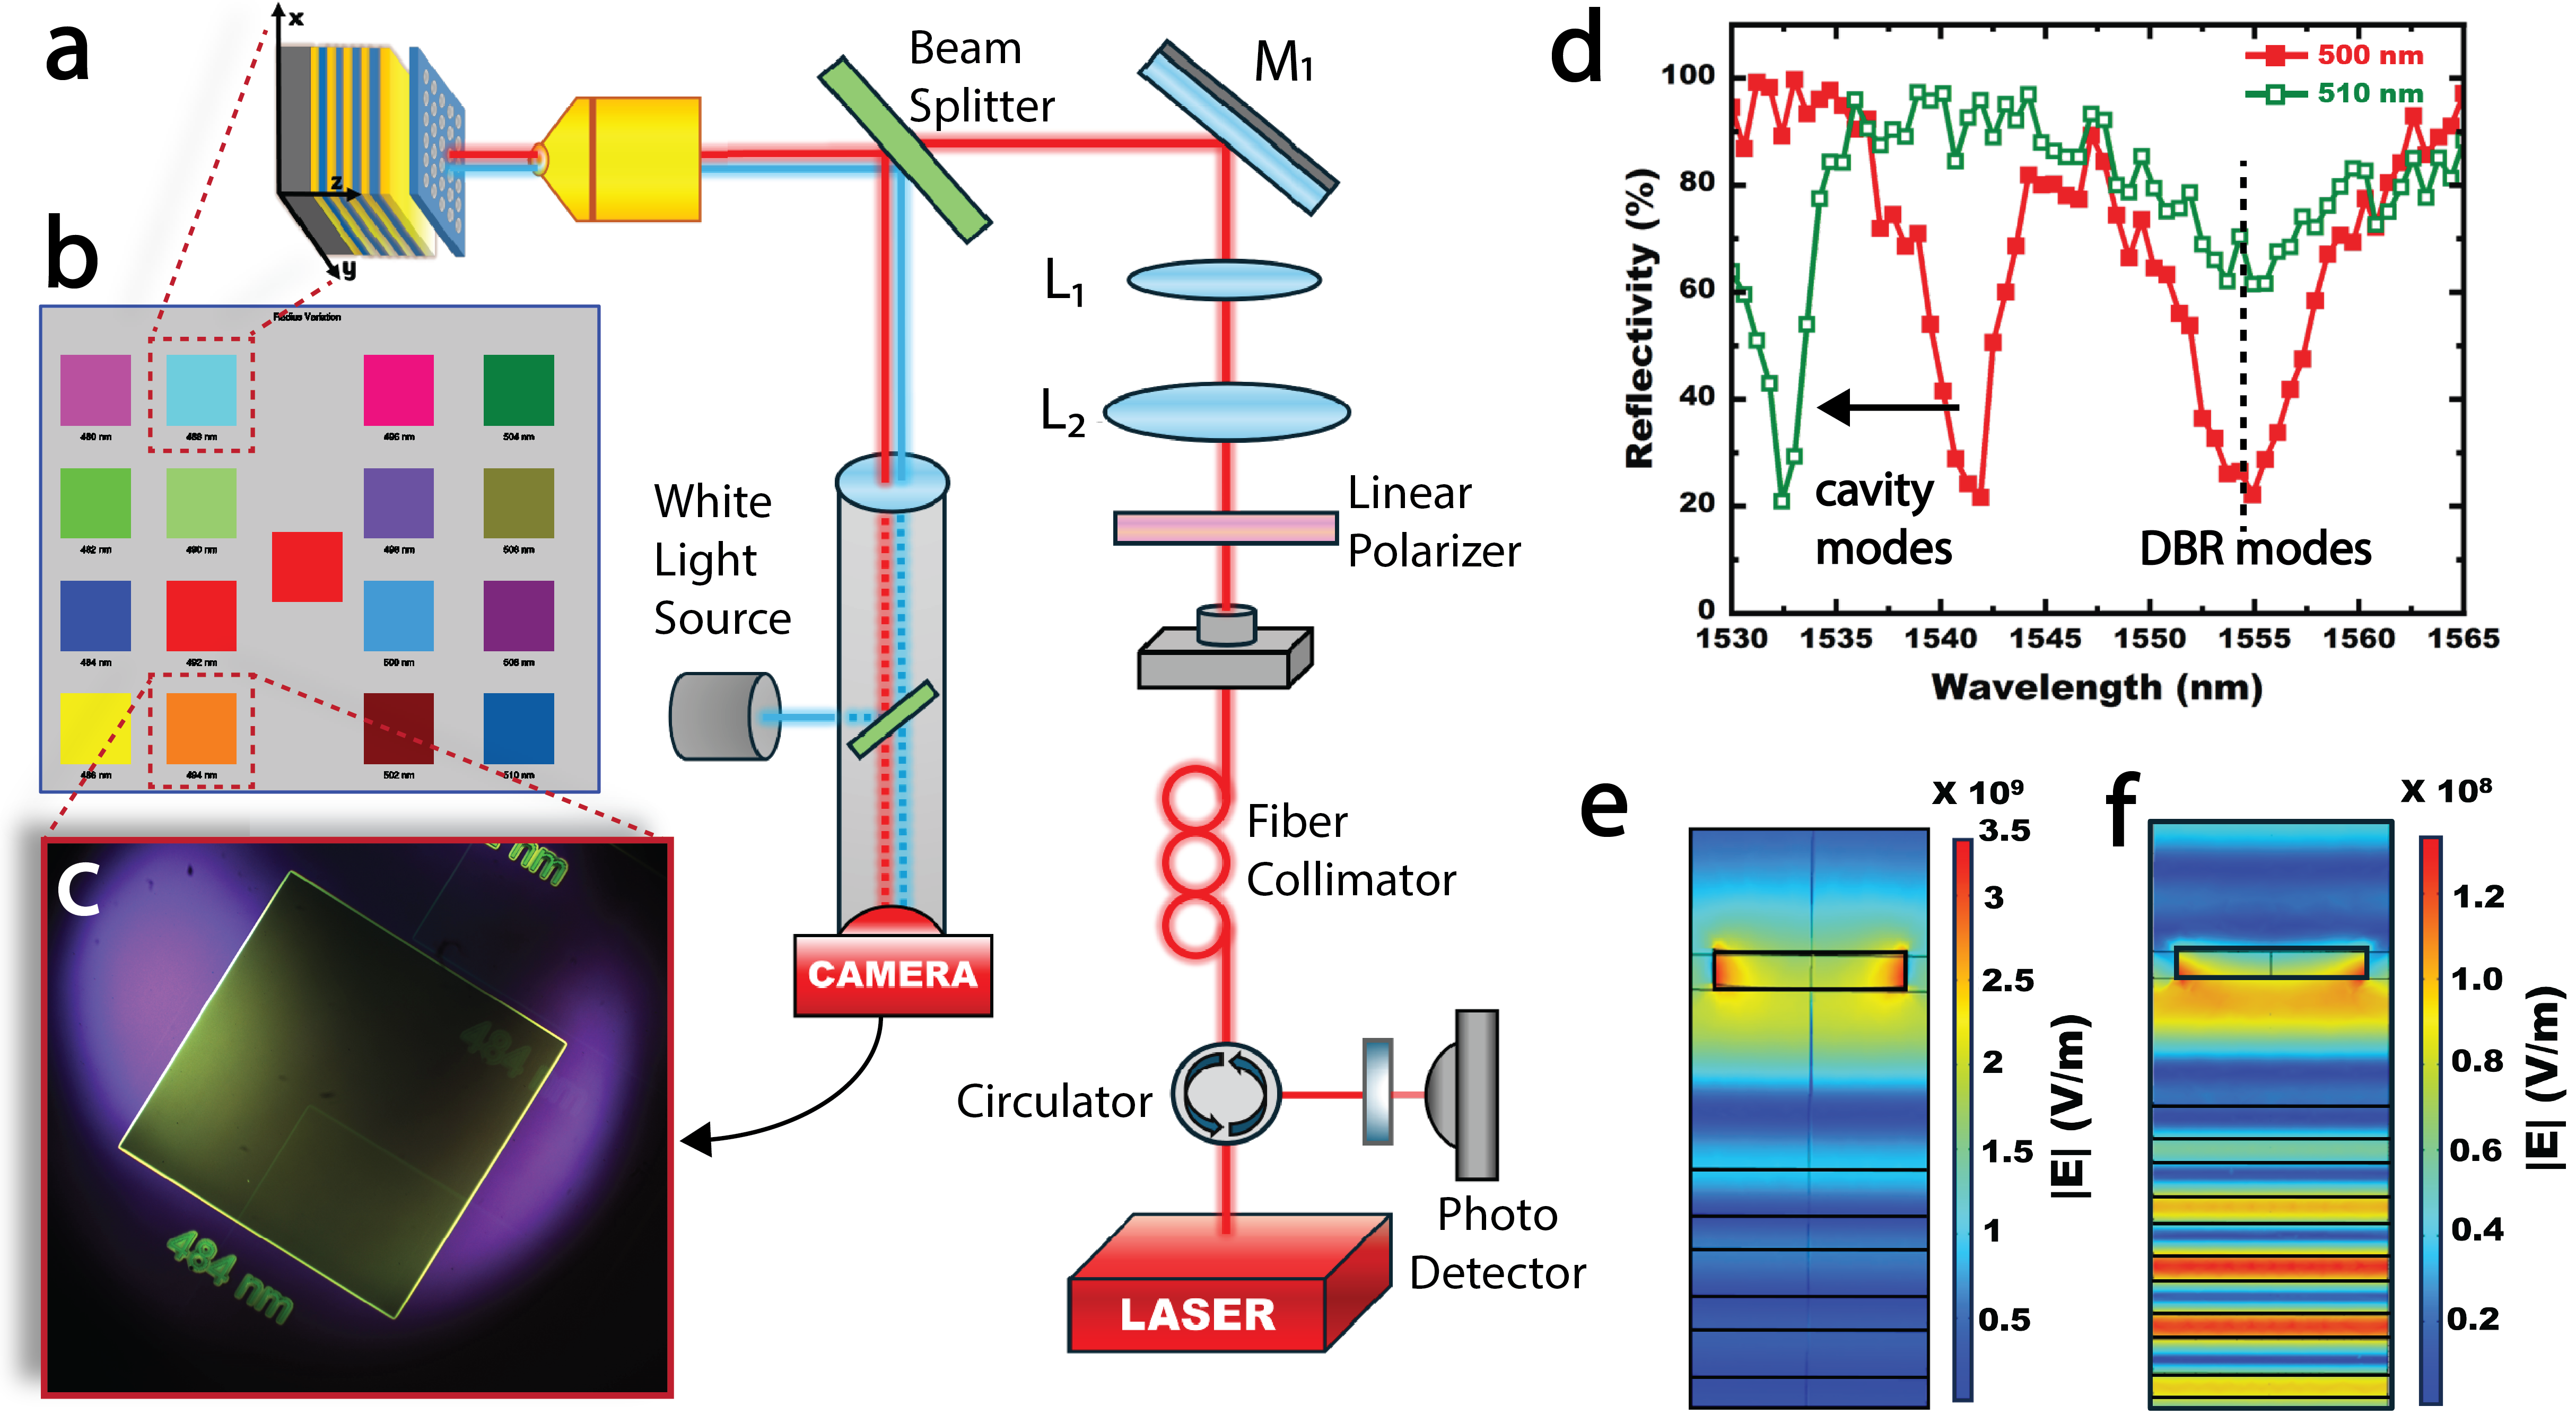 a
x
z
y
Beam
Splitter
M1
L1
L2
Linear
Polarizer
White
Light
Source
Fiber
Collimator
CAMERA
Circulator
Photo
Detector
LASER
b
Radius Variation
480 nm
488 nm
496 nm
504 nm
482 nm
490 nm
498 nm
506 nm
484 nm
492 nm
500 nm
508 nm
486 nm
494 nm
502 nm
510 nm
c
nm
484 nm
484 nm
d
500 nm
510 nm
Reflectivity (%)
100
80
60
40
20
0
cavity
modes
DBR modes
1530 1535 1540 1545 1550 1555 1560 1565
Wavelength (nm)
e
X 10⁹
3.5
3
2.5
2
1.5
1
0.5
|E| (V/m)
f
X 10⁸
1.2
1.0
0.8
0.6
0.4
0.2
|E| (V/m)